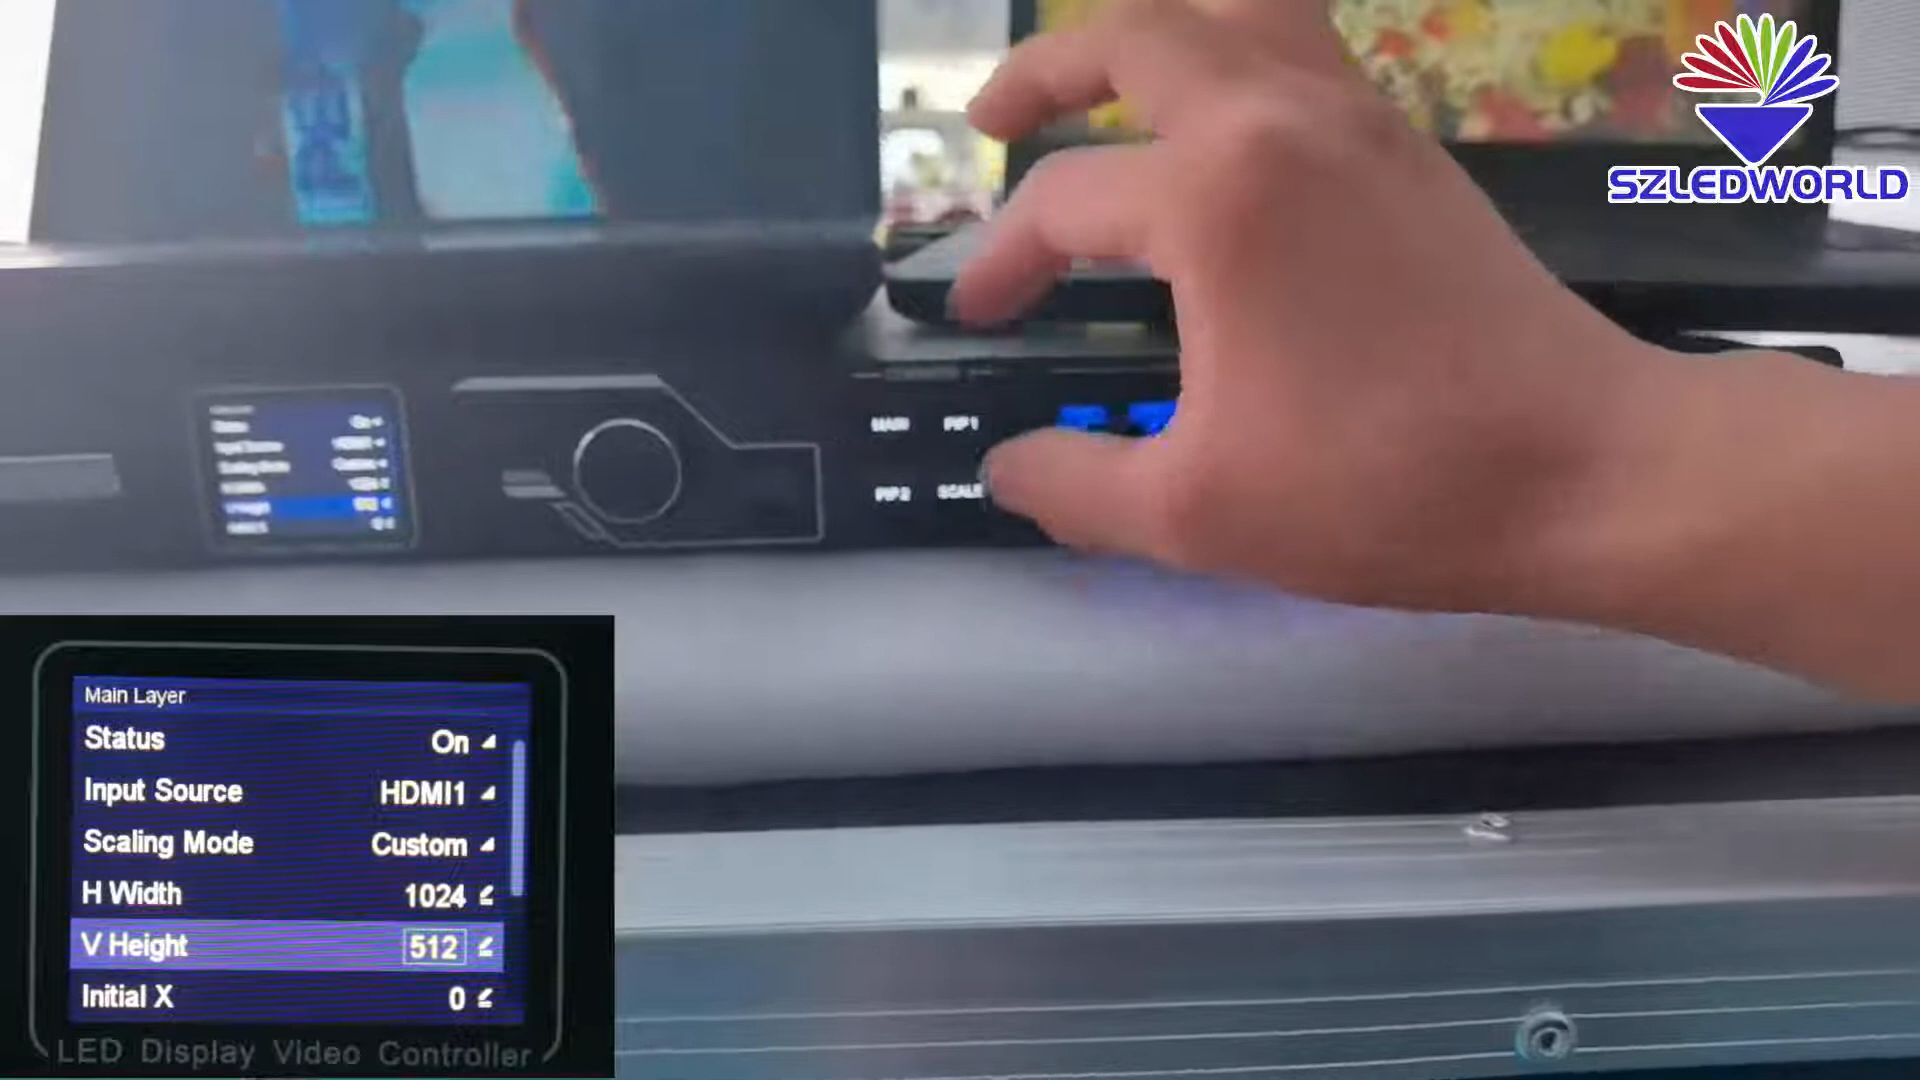 SZLEDWORLD
MAIN PIP1
PIP2 SCALE
Main Layer
Status On
Input Source HDMI1
Scaling Mode Custom
H Width 1024
V Height 512
Initial X 0
LED Display Video Controller